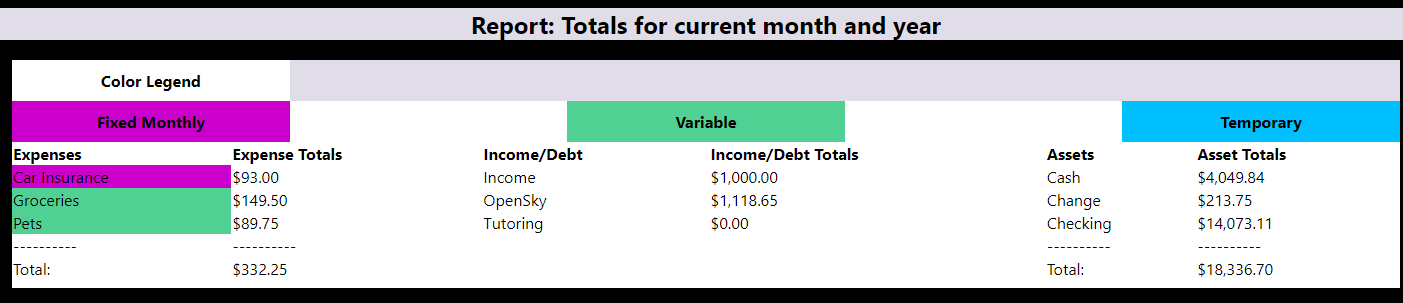 Report: Totals for current month and year
Color Legend
Fixed Monthly Variable Temporary
Expenses Expense Totals Income/Debt Income/Debt Totals Assets Asset Totals
Car Insurance $93.00 Income $1,000.00 Cash $4,049.84
Groceries $149.50 OpenSky $1,118.65 Change $213.75
Pets $89.75 Tutoring $0.00 Checking $14,073.11
---------- ---------- ---------- ----------
Total: $332.25 Total: $18,336.70